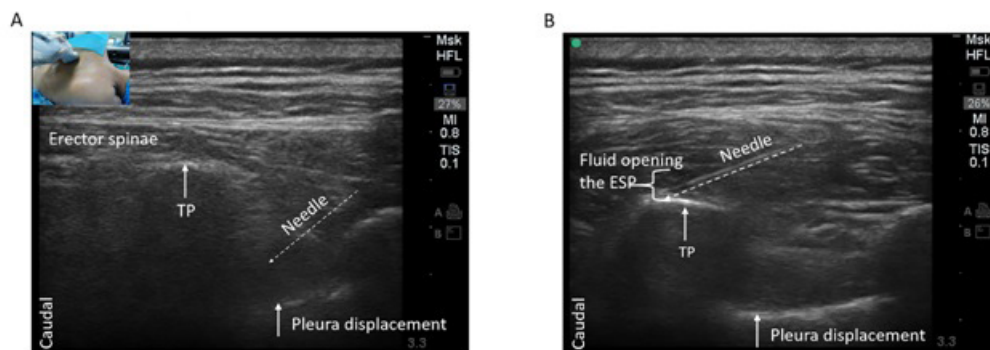 A
Msk
HFL
27%
MI
0.8
TIS
0.1
A
B
Erector spinae
TP
Needle
Pleura displacement
Caudal
3.3
B
Msk
HFL
26%
MI
0.8
TIS
0.1
A
B
Needle
Fluid opening
the ESP
TP
Pleura displacement
Caudal
3.3